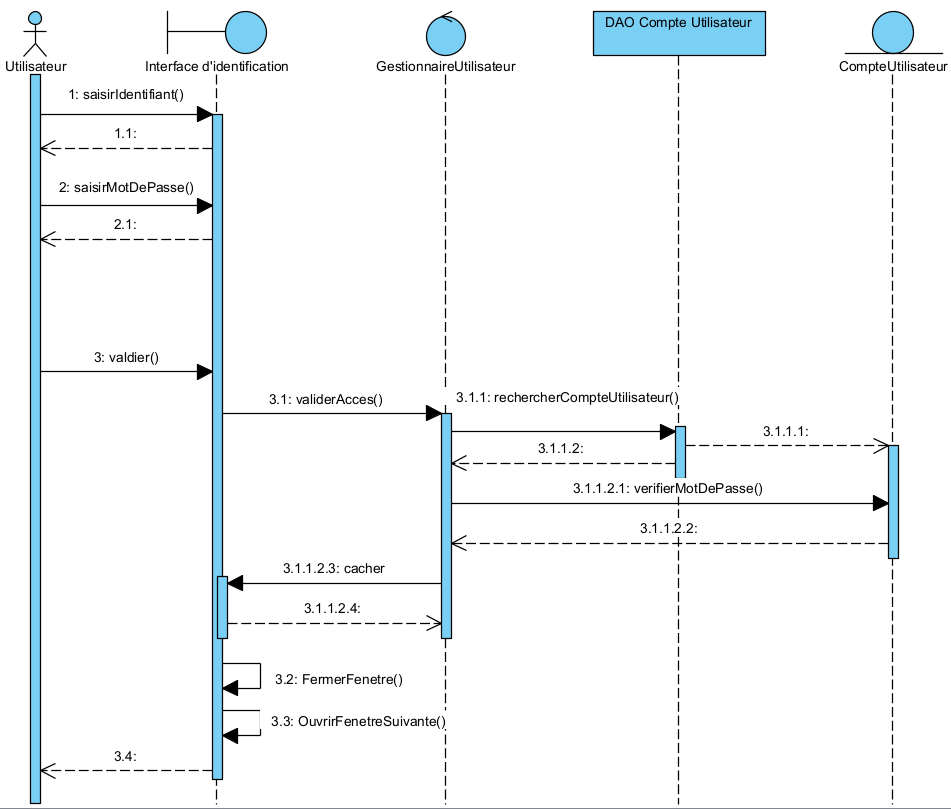 DAO Compte Utilisateur
Utilisateur
Interface d'identification
GestionnaireUtilisateur
CompteUtilisateur
1: saisirIdentifiant()
1.1:
2: saisirMotDePasse()
2.1:
3: valdier()
3.1: validerAcces()
3.1.1: rechercherCompteUtilisateur()
3.1.1.1:
3.1.1.2:
3.1.1.2.1: verifierMotDePasse()
3.1.1.2.2:
3.1.1.2.3: cacher
3.1.1.2.4:
3.2: FermerFenetre()
3.3: OuvrirFenetreSuivante()
3.4: